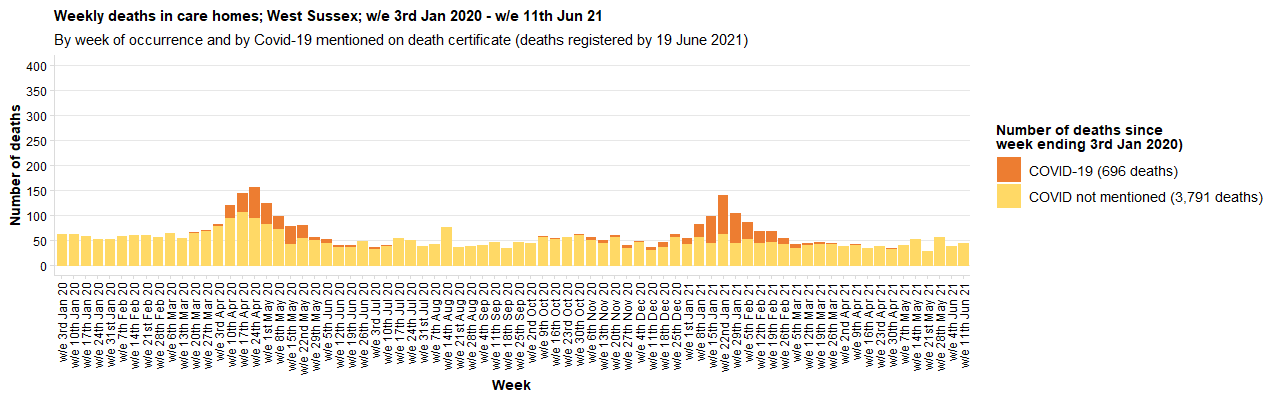 Weekly deaths in care homes; West Sussex; w/e 3rd Jan 2020 - w/e 11th Jun 21
By week of occurrence and by Covid-19 mentioned on death certificate (deaths registered by 19 June 2021)
Number of deaths
400
350
300
250
200
150
100
50
0
w/e 3rd Jan 20
w/e 10th Jan 20
w/e 17th Jan 20
w/e 24th Jan 20
w/e 31st Jan 20
w/e 7th Feb 20
w/e 14th Feb 20
w/e 21st Feb 20
w/e 28th Feb 20
w/e 6th Mar 20
w/e 13th Mar 20
w/e 20th Mar 20
w/e 27th Mar 20
w/e 3rd Apr 20
w/e 10th Apr 20
w/e 17th Apr 20
w/e 24th Apr 20
w/e 1st May 20
w/e 8th May 20
w/e 15th May 20
w/e 22nd May 20
w/e 29th May 20
w/e 5th Jun 20
w/e 12th Jun 20
w/e 19th Jun 20
w/e 26th Jun 20
w/e 3rd Jul 20
w/e 10th Jul 20
w/e 17th Jul 20
w/e 24th Jul 20
w/e 31st Jul 20
w/e 7th Aug 20
w/e 14th Aug 20
w/e 21st Aug 20
w/e 28th Aug 20
w/e 4th Sep 20
w/e 11th Sep 20
w/e 18th Sep 20
w/e 25th Sep 20
w/e 2nd Oct 20
w/e 9th Oct 20
w/e 16th Oct 20
w/e 23rd Oct 20
w/e 30th Oct 20
w/e 6th Nov 20
w/e 13th Nov 20
w/e 20th Nov 20
w/e 27th Nov 20
w/e 4th Dec 20
w/e 11th Dec 20
w/e 18th Dec 20
w/e 25th Dec 20
w/e 1st Jan 21
w/e 8th Jan 21
w/e 15th Jan 21
w/e 22nd Jan 21
w/e 29th Jan 21
w/e 5th Feb 21
w/e 12th Feb 21
w/e 19th Feb 21
w/e 26th Feb 21
w/e 5th Mar 21
w/e 12th Mar 21
w/e 19th Mar 21
w/e 26th Mar 21
w/e 2nd Apr 21
w/e 9th Apr 21
w/e 16th Apr 21
w/e 23rd Apr 21
w/e 30th Apr 21
w/e 7th May 21
w/e 14th May 21
w/e 21st May 21
w/e 28th May 21
w/e 4th Jun 21
w/e 11th Jun 21
Week
Number of deaths since
week ending 3rd Jan 2020)
COVID-19 (696 deaths)
COVID not mentioned (3,791 deaths)